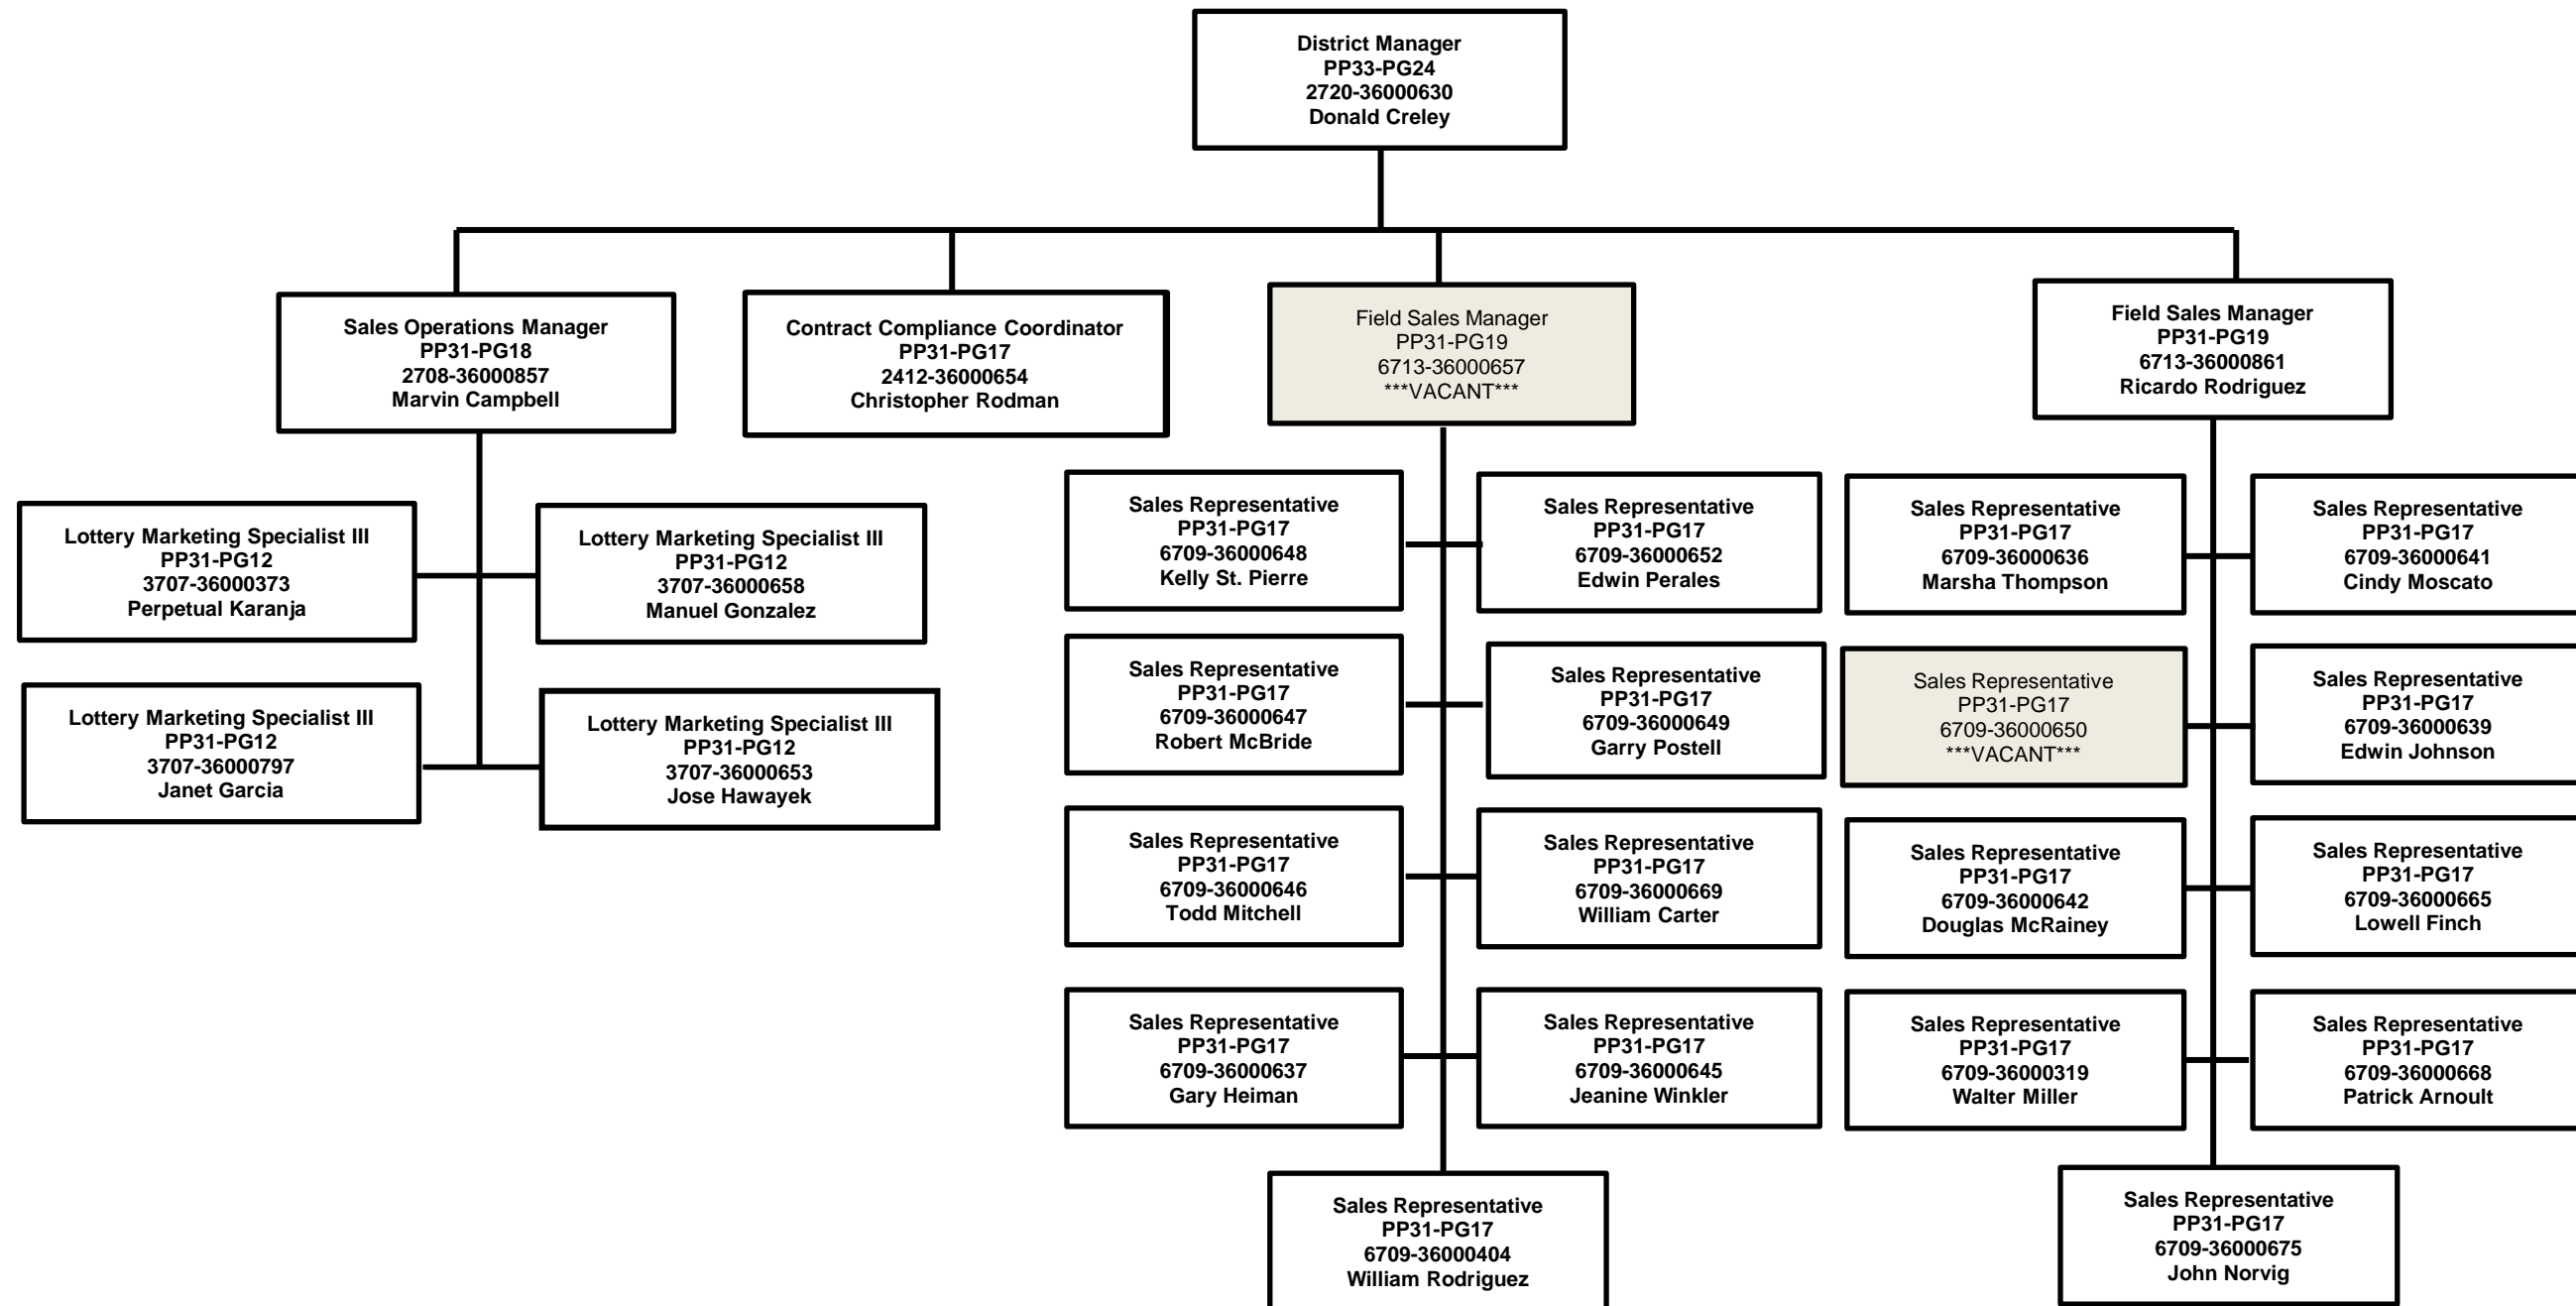 District Manager
PP33-PG24
2720-36000630
Donald Creley
Sales Operations Manager
PP31-PG18
2708-36000857
Marvin Campbell
Contract Compliance Coordinator
PP31-PG17
2412-36000654
Christopher Rodman
Field Sales Manager
PP31-PG19
6713-36000657
***VACANT***
Field Sales Manager
PP31-PG19
6713-36000861
Ricardo Rodriguez
Lottery Marketing Specialist III
PP31-PG12
3707-36000373
Perpetual Karanja
Lottery Marketing Specialist III
PP31-PG12
3707-36000658
Manuel Gonzalez
Lottery Marketing Specialist III
PP31-PG12
3707-36000797
Janet Garcia
Lottery Marketing Specialist III
PP31-PG12
3707-36000653
Jose Hawayek
Sales Representative
PP31-PG17
6709-36000648
Kelly St. Pierre
Sales Representative
PP31-PG17
6709-36000652
Edwin Perales
Sales Representative
PP31-PG17
6709-36000647
Robert McBride
Sales Representative
PP31-PG17
6709-36000649
Garry Postell
Sales Representative
PP31-PG17
6709-36000646
Todd Mitchell
Sales Representative
PP31-PG17
6709-36000669
William Carter
Sales Representative
PP31-PG17
6709-36000637
Gary Heiman
Sales Representative
PP31-PG17
6709-36000645
Jeanine Winkler
Sales Representative
PP31-PG17
6709-36000404
William Rodriguez
Sales Representative
PP31-PG17
6709-36000636
Marsha Thompson
Sales Representative
PP31-PG17
6709-36000641
Cindy Moscato
Sales Representative
PP31-PG17
6709-36000650
***VACANT***
Sales Representative
PP31-PG17
6709-36000639
Edwin Johnson
Sales Representative
PP31-PG17
6709-36000642
Douglas McRainey
Sales Representative
PP31-PG17
6709-36000665
Lowell Finch
Sales Representative
PP31-PG17
6709-36000319
Walter Miller
Sales Representative
PP31-PG17
6709-36000668
Patrick Arnoult
Sales Representative
PP31-PG17
6709-36000675
John Norvig